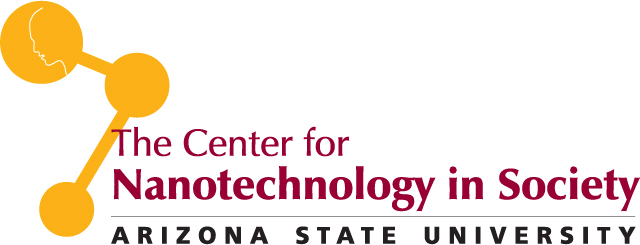 The Center for
Nanotechnology in Society
ARIZONA STATE UNIVERSITY